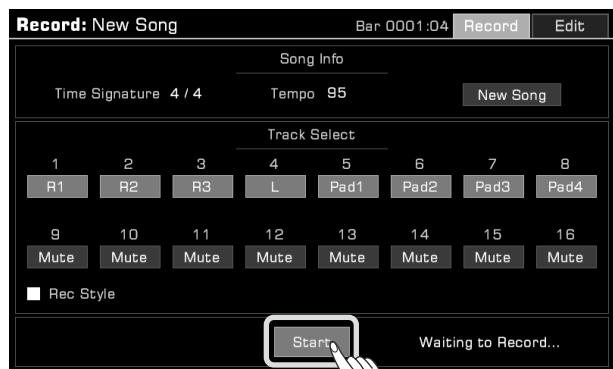 Record: New Song Bar 0001:04 Record Edit
Song Info
Time Signature 4 / 4 Tempo 95 New Song
Track Select
1 2 3 4 5 6 7 8
R1 R2 R3 L Pad1 Pad2 Pad3 Pad4
9 10 11 12 13 14 15 16
Mute Mute Mute Mute Mute Mute Mute Mute
Rec Style
Start Waiting to Record...